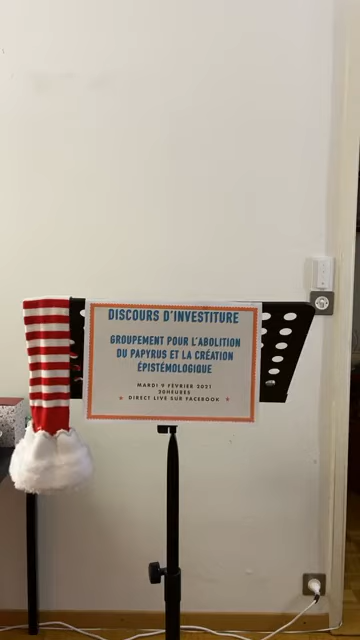 DISCOURS D'INVESTITURE
GROUPEMENT POUR L'ABOLITION
DU PAPYRUS ET LA CRÉATION
ÉPISTÉMOLOGIQUE
MARDI 9 FÉVRIER 2021
20HEURES
DIRECT LIVE SUR FACEBOOK